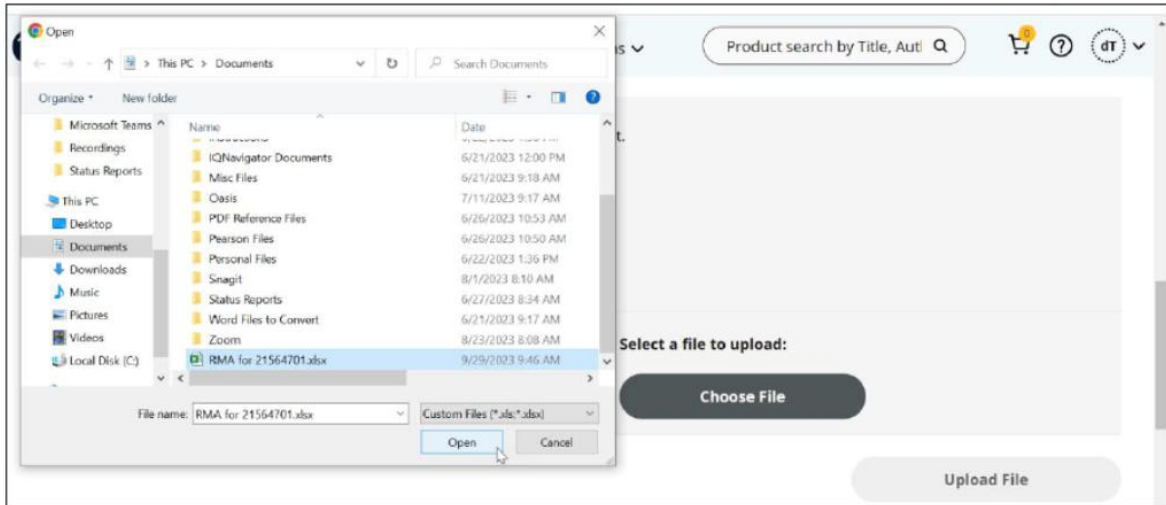 Open
This PC > Documents
Search Documents
Organize
New folder
Name
Date
Microsoft Teams
Recordings
Status Reports
This PC
Desktop
Documents
Downloads
Music
Pictures
Videos
Local Disk (C:)
IQNavigator Documents 6/21/2023 12:00 PM
Misc Files 6/21/2023 9:18 AM
Oasis 7/11/2023 9:17 AM
PDF Reference Files 6/26/2023 10:53 AM
Pearson Files 6/26/2023 10:50 AM
Personal Files 6/22/2023 1:36 PM
Snagit 8/1/2023 8:10 AM
Status Reports 6/27/2023 8:34 AM
Word Files to Convert 6/21/2023 9:17 AM
Zoom 8/23/2023 8:08 AM
RMA for 21564701.xlsx 9/29/2023 9:46 AM
File name: RMA for 21564701.xlsx
Custom Files (*.xls;*.xlsx)
Open
Cancel
Product search by Title, Aut
0
?
dT
t.
Select a file to upload:
Choose File
Upload File